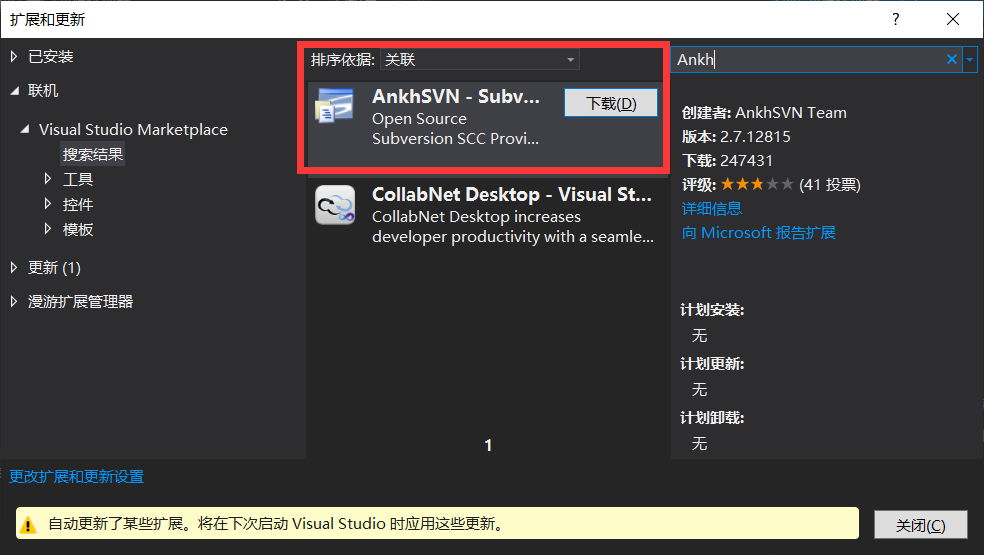 扩展和更新
?
已安装
联机
Visual Studio Marketplace
搜索结果
工具
控件
模板
更新 (1)
漫游扩展管理器
排序依据: 关联
AnkhSVN - Subv...
下载(D)
Open Source
Subversion SCC Provi...
CollabNet Desktop - Visual St...
CollabNet Desktop increases
developer productivity with a seamle...
1
Ankh
创建者: AnkhSVN Team
版本: 2.7.12815
下载: 247431
评级: ★★★★★ (41 投票)
详细信息
向 Microsoft 报告扩展
计划安装:
无
计划更新:
无
计划卸载:
无
更改扩展和更新设置
自动更新了某些扩展。将在下次启动 Visual Studio 时应用这些更新。
关闭(C)